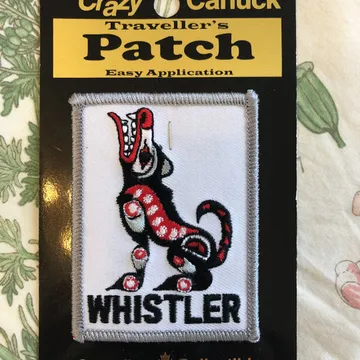 Crazy Canuck
Traveller's
Patch
Easy Application
WHISTLER